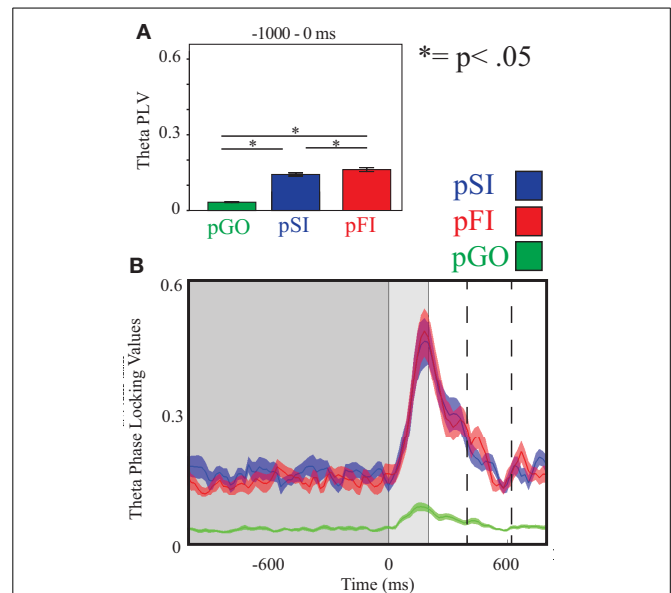 A
-1000 - 0 ms
*= p< .05
0.6
0.3
0
Theta PLV
*
*
*
pGO
pSI
pFI
pSI
pFI
pGO
B
0.6
0.3
0
Theta Phase Locking Values
-600
0
600
Time (ms)